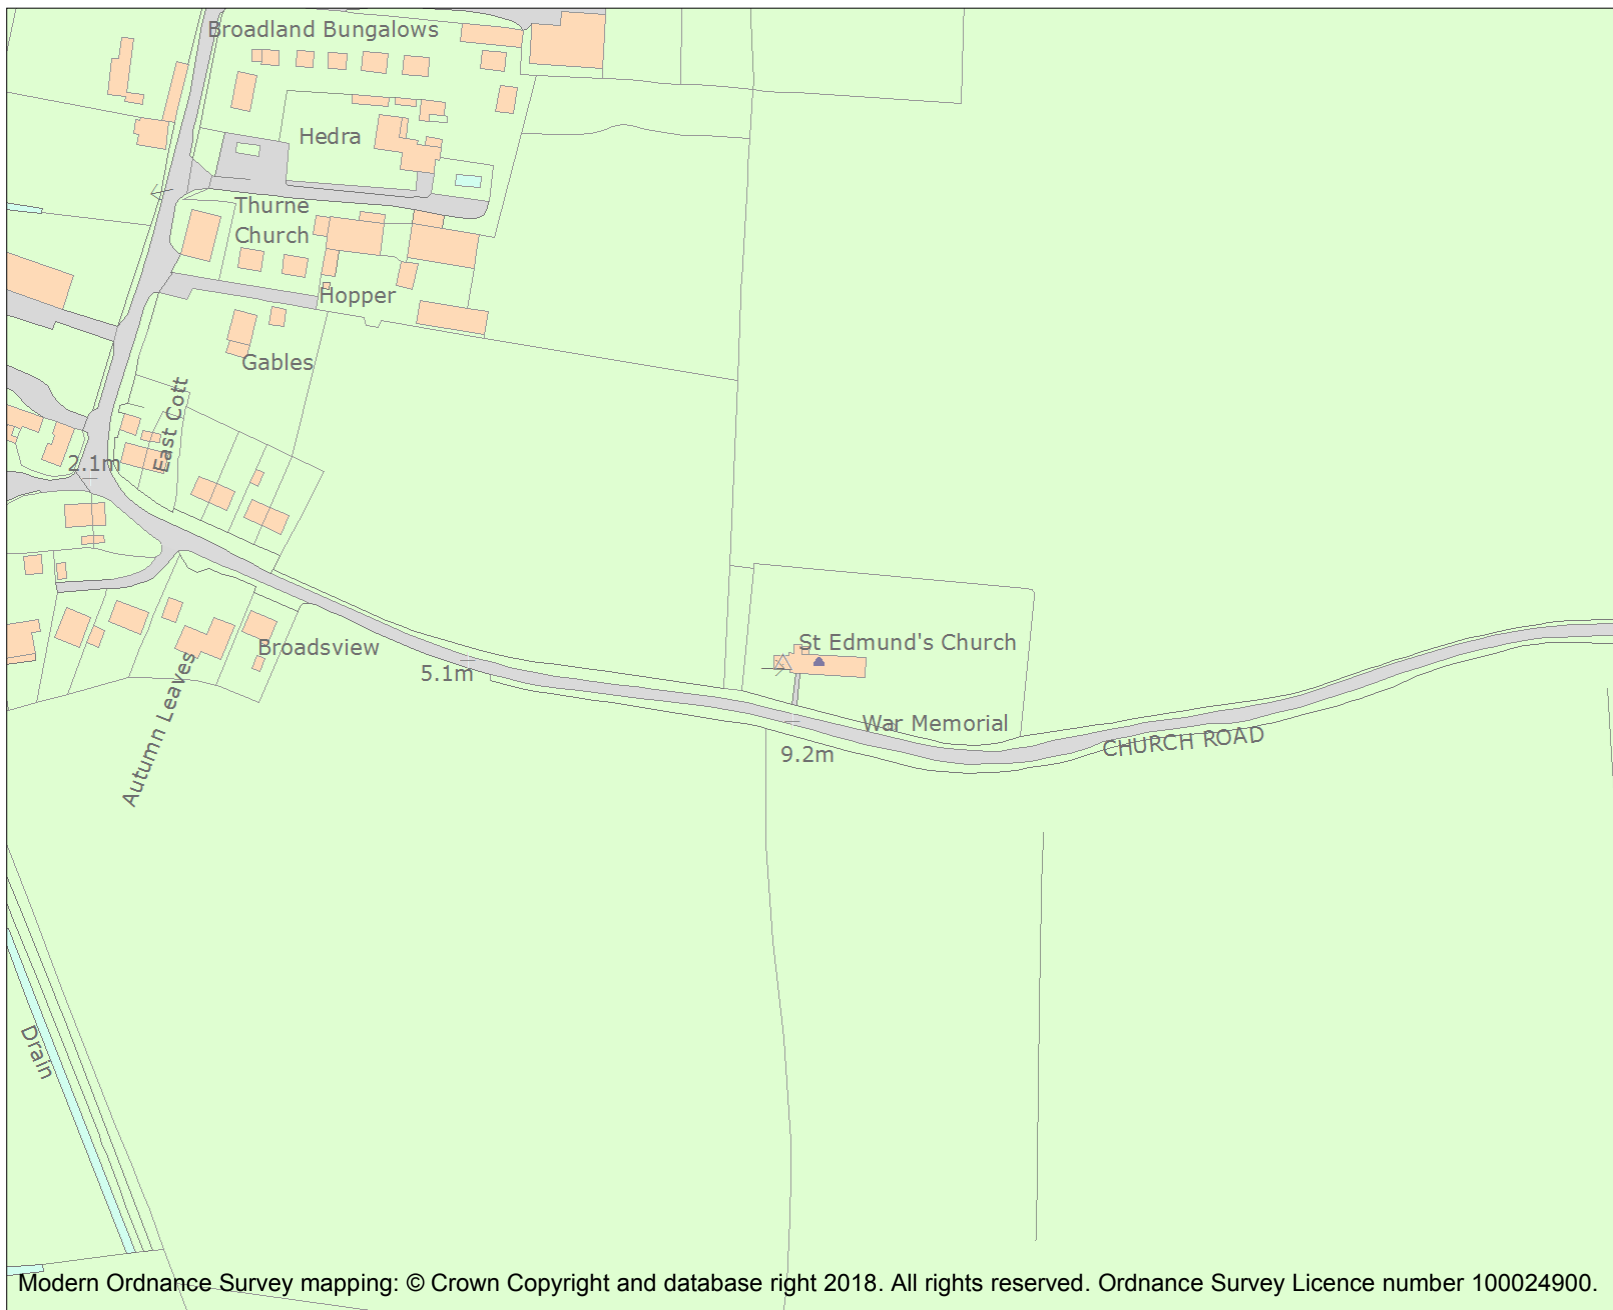 Broadland Bungalows
Hedra
Thurne
Church
Hopper
Gables
East Cott
2.1m
Broadsview
Autumn Leaves
5.1m
St Edmund's Church
War Memorial
9.2m
CHURCH ROAD
Drain
Modern Ordnance Survey mapping: © Crown Copyright and database right 2018. All rights reserved. Ordnance Survey Licence number 100024900.